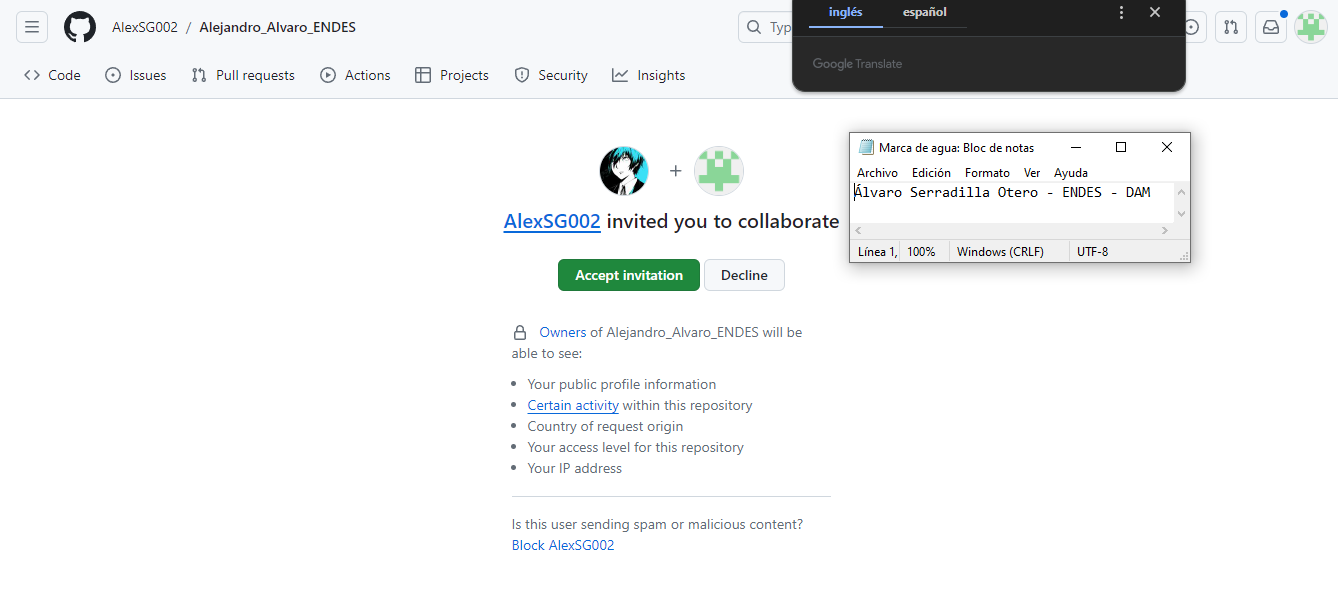 AlexSG002 / Alejandro_Alvaro_ENDES
inglés español
Google Translate
Code Issues Pull requests Actions Projects Security Insights
Marca de agua: Bloc de notas
Archivo Edición Formato Ver Ayuda
Álvaro Serradilla Otero - ENDES - DAM
Línea 1, 100% Windows (CRLF) UTF-8
AlexSG002 invited you to collaborate
Accept invitation Decline
Owners of Alejandro_Alvaro_ENDES will be
able to see:
Your public profile information
Certain activity within this repository
Country of request origin
Your access level for this repository
Your IP address
Is this user sending spam or malicious content?
Block AlexSG002